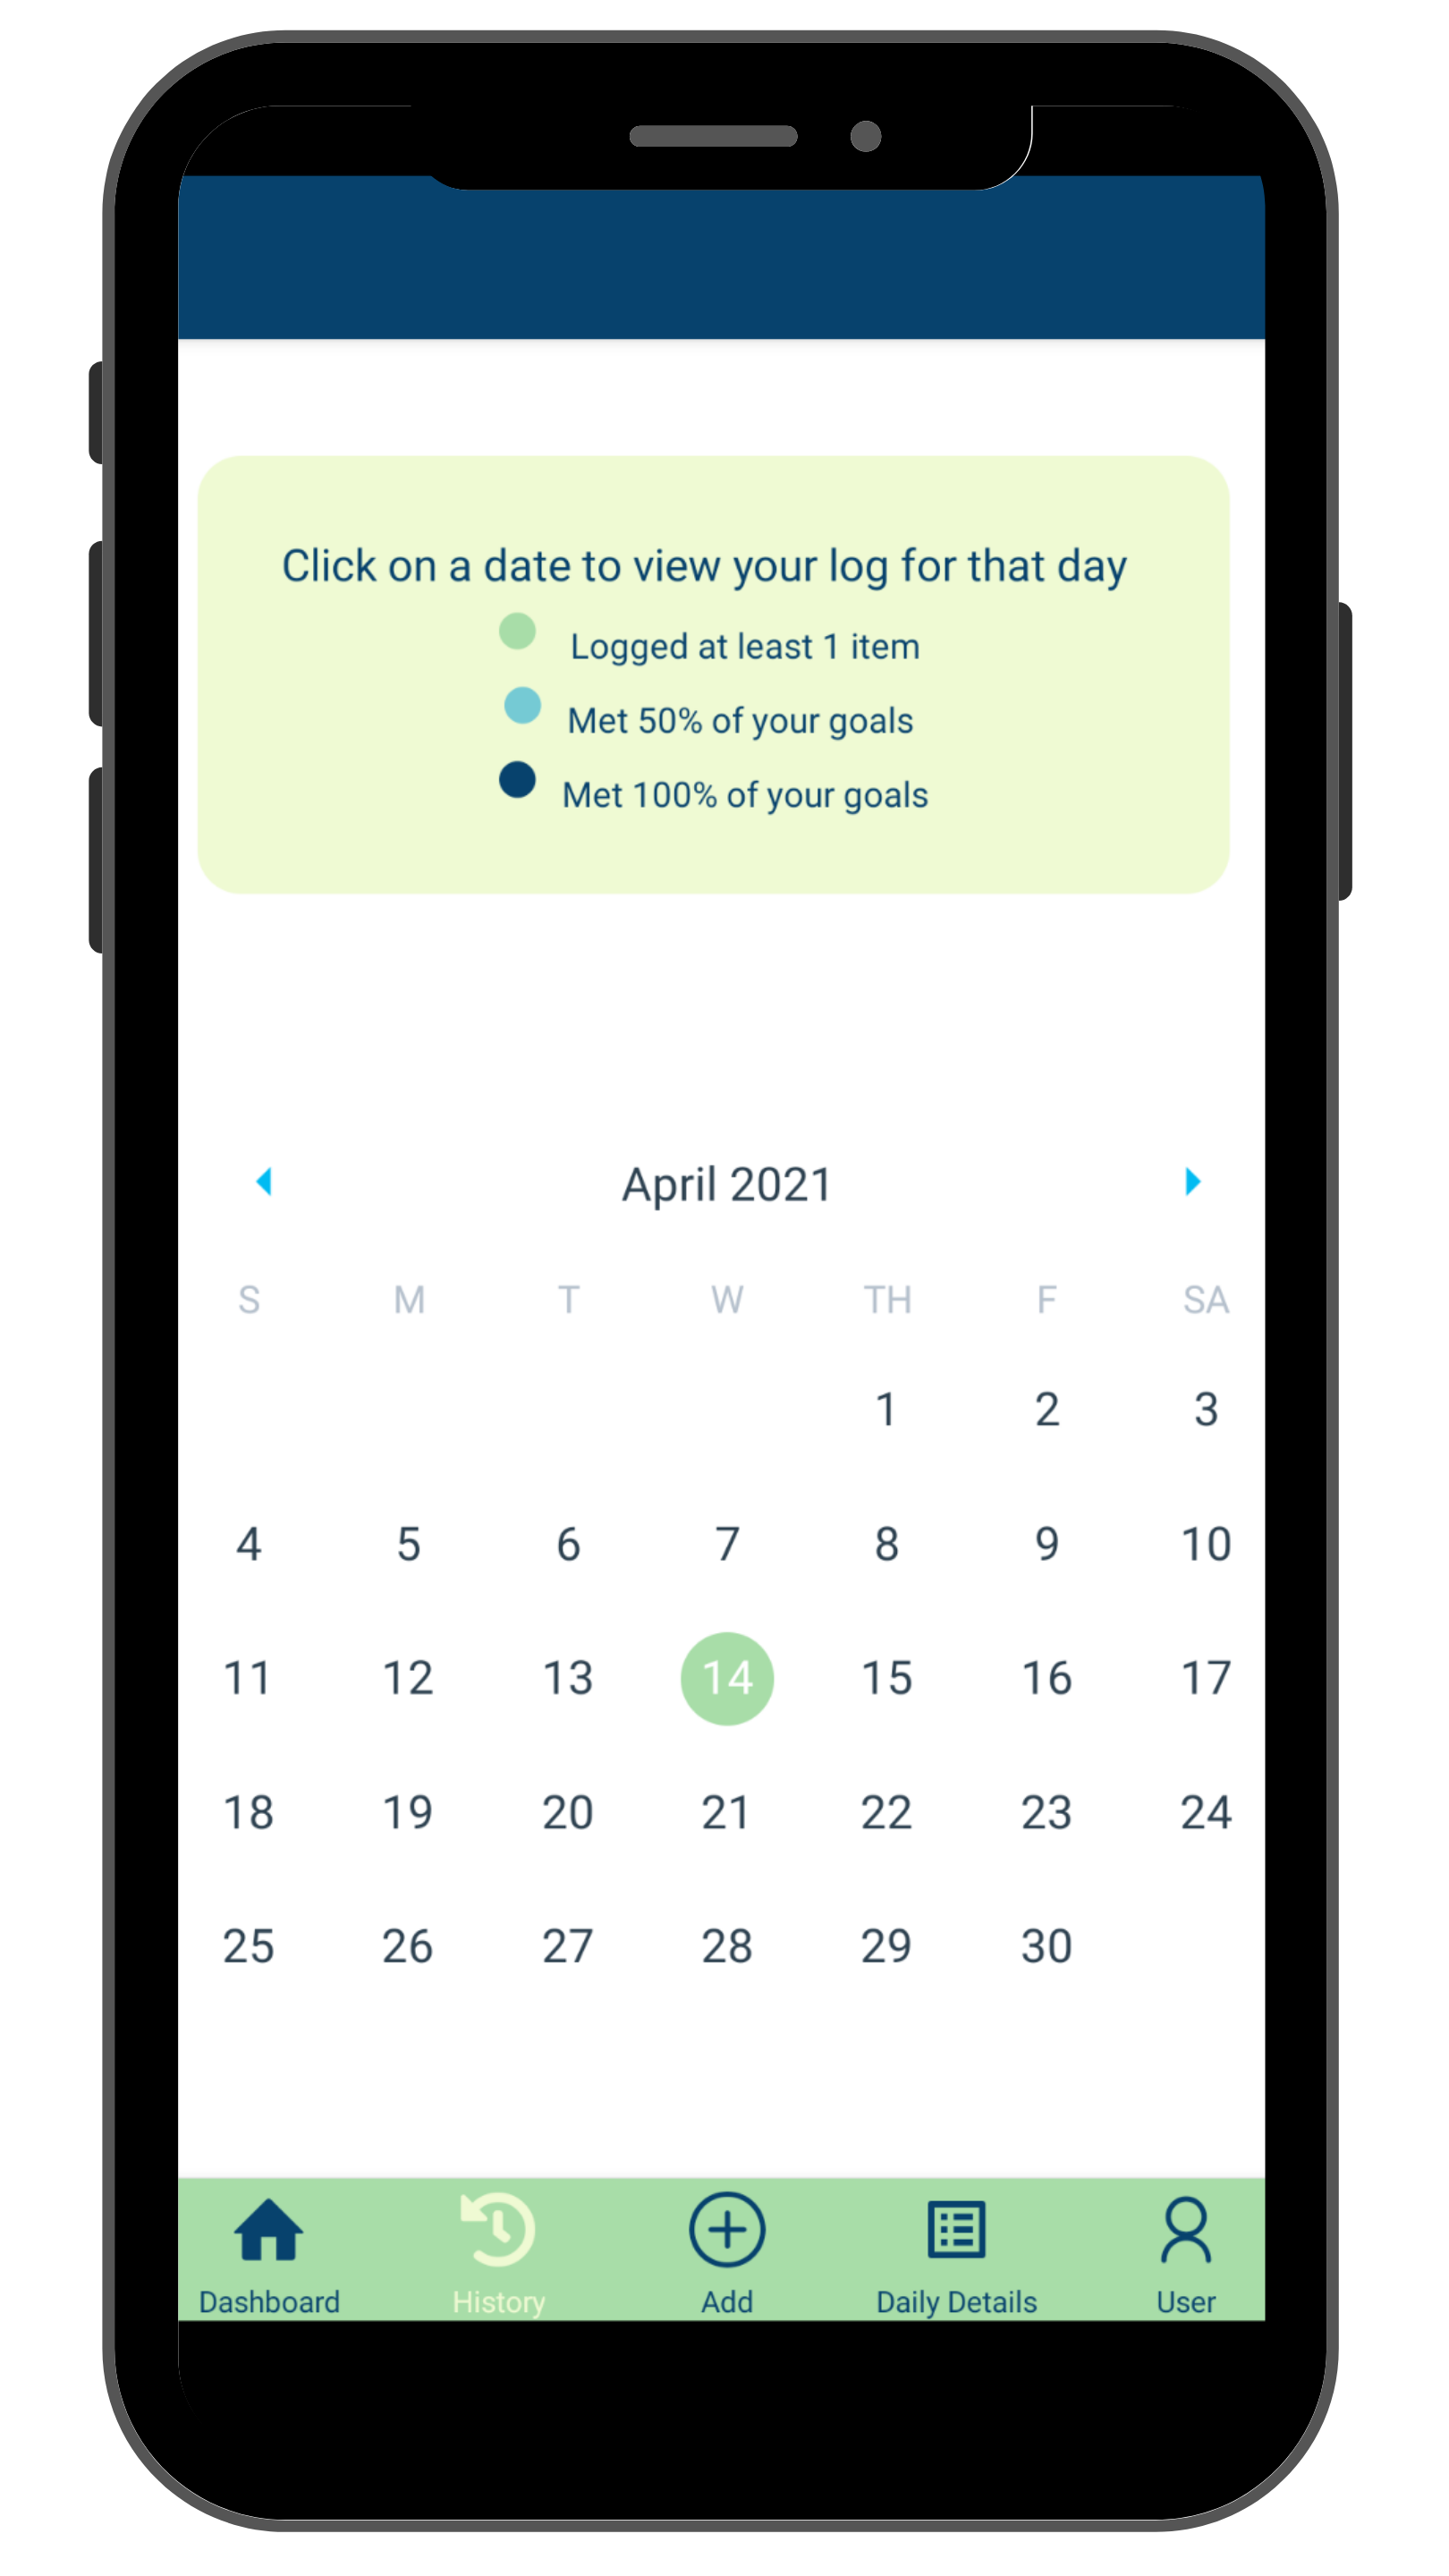 Click on a date to view your log for that day
Logged at least 1 item
Met 50% of your goals
Met 100% of your goals
April 2021
S M T W TH F SA
1 2 3
4 5 6 7 8 9 10
11 12 13 14 15 16 17
18 19 20 21 22 23 24
25 26 27 28 29 30
Dashboard History Add Daily Details User